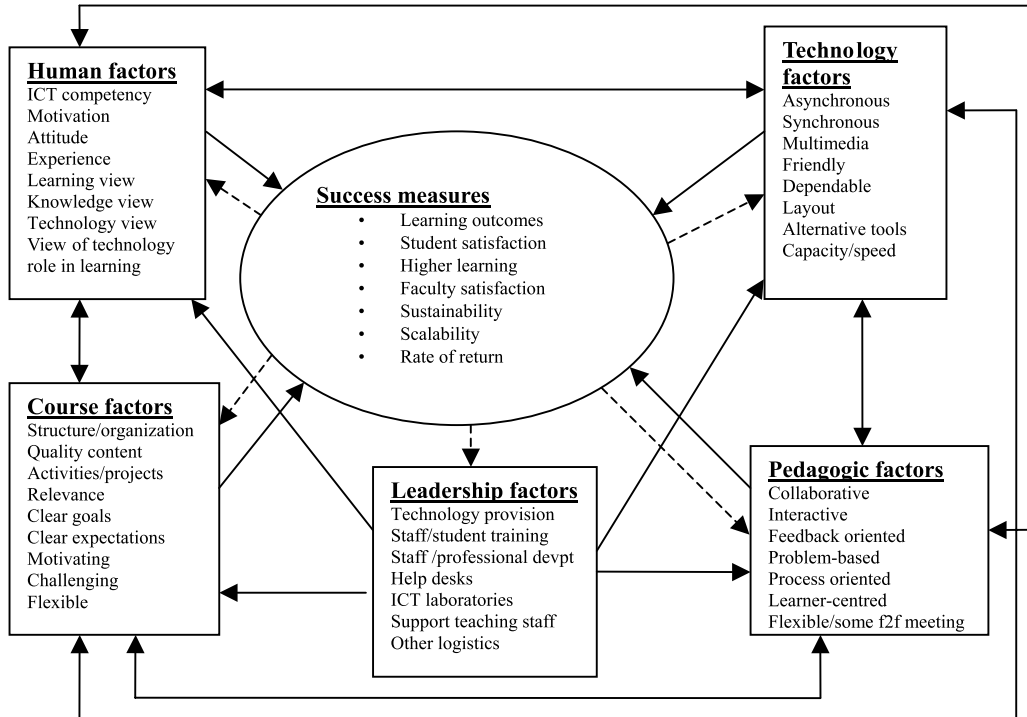 Human factors
ICT competency
Motivation
Attitude
Experience
Learning view
Knowledge view
Technology view
View of technology
role in learning
Technology
factors
Asynchronous
Synchronous
Multimedia
Friendly
Dependable
Layout
Alternative tools
Capacity/speed
Success measures
• Learning outcomes
• Student satisfaction
• Higher learning
• Faculty satisfaction
• Sustainability
• Scalability
• Rate of return
Course factors
Structure/organization
Quality content
Activities/projects
Relevance
Clear goals
Clear expectations
Motivating
Challenging
Flexible
Leadership factors
Technology provision
Staff/student training
Staff /professional devpt
Help desks
ICT laboratories
Support teaching staff
Other logistics
Pedagogic factors
Collaborative
Interactive
Feedback oriented
Problem-based
Process oriented
Learner-centred
Flexible/some f2f meeting